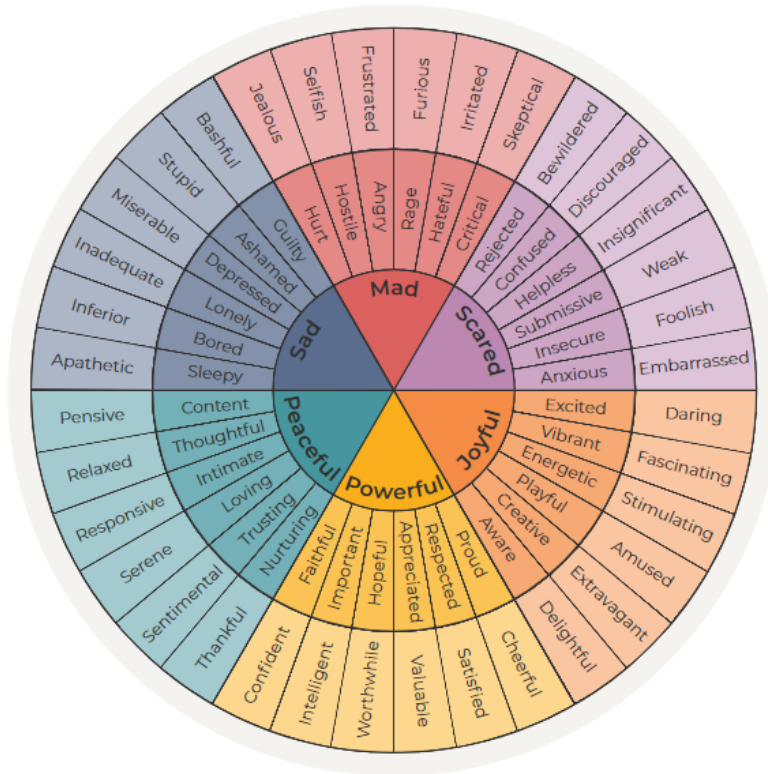 Mad
Scared
Joyful
Powerful
Peaceful
Sad
Hurt
Hostile
Angry
Rage
Hateful
Critical
Rejected
Confused
Helpless
Submissive
Insecure
Anxious
Excited
Vibrant
Energetic
Playful
Creative
Aware
Proud
Respected
Appreciated
Hopeful
Important
Faithful
Nurturing
Trusting
Loving
Intimate
Thoughtful
Content
Sleepy
Bored
Lonely
Depressed
Ashamed
Guilty
Jealous
Selfish
Frustrated
Furious
Irritated
Skeptical
Bewildered
Discouraged
Insignificant
Weak
Foolish
Embarrassed
Daring
Fascinating
Stimulating
Amused
Extravagant
Delightful
Cheerful
Satisfied
Valuable
Worthwhile
Intelligent
Confident
Thankful
Sentimental
Serene
Responsive
Relaxed
Pensive
Apathetic
Inferior
Inadequate
Miserable
Stupid
Bashful